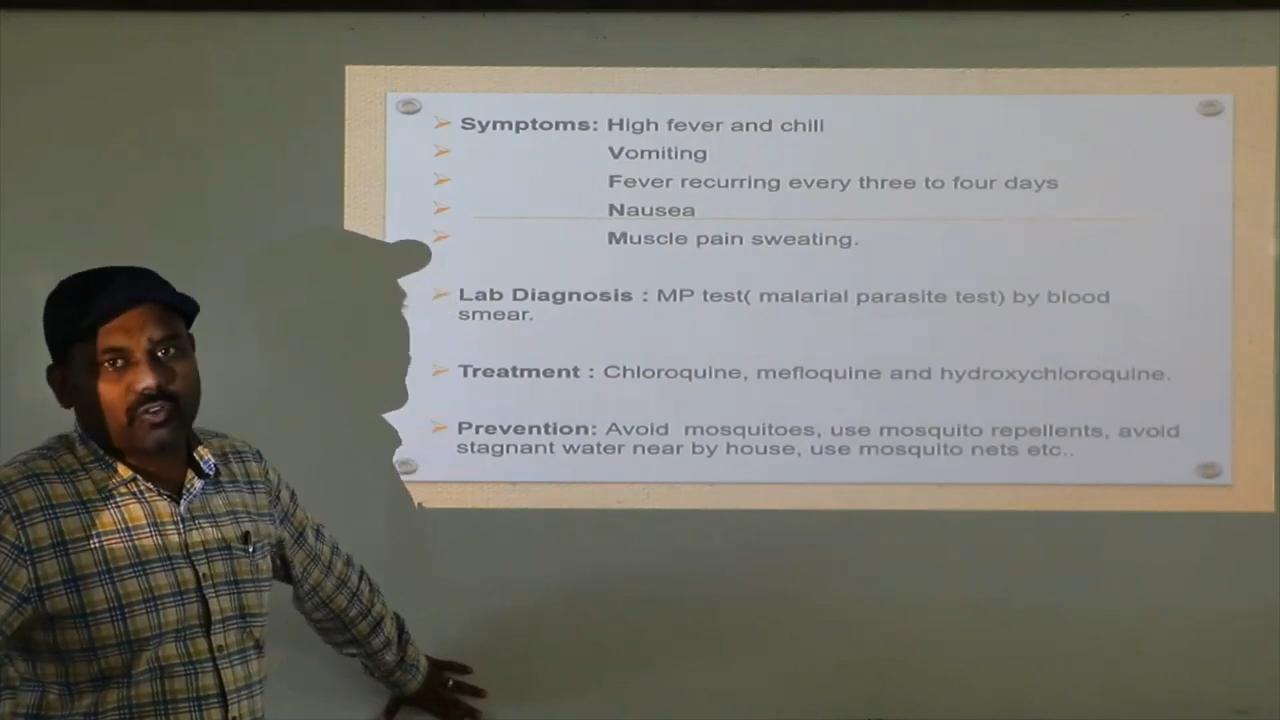 Symptoms: High fever and chill
Vomiting
Fever recurring every three to four days
Nausea
Muscle pain sweating.
Lab Diagnosis : MP test( malarial parasite test) by blood
smear.
Treatment : Chloroquine, mefloquine and hydroxychloroquine.
Prevention: Avoid mosquitoes, use mosquito repellents, avoid
stagnant water near by house, use mosquito nets etc..